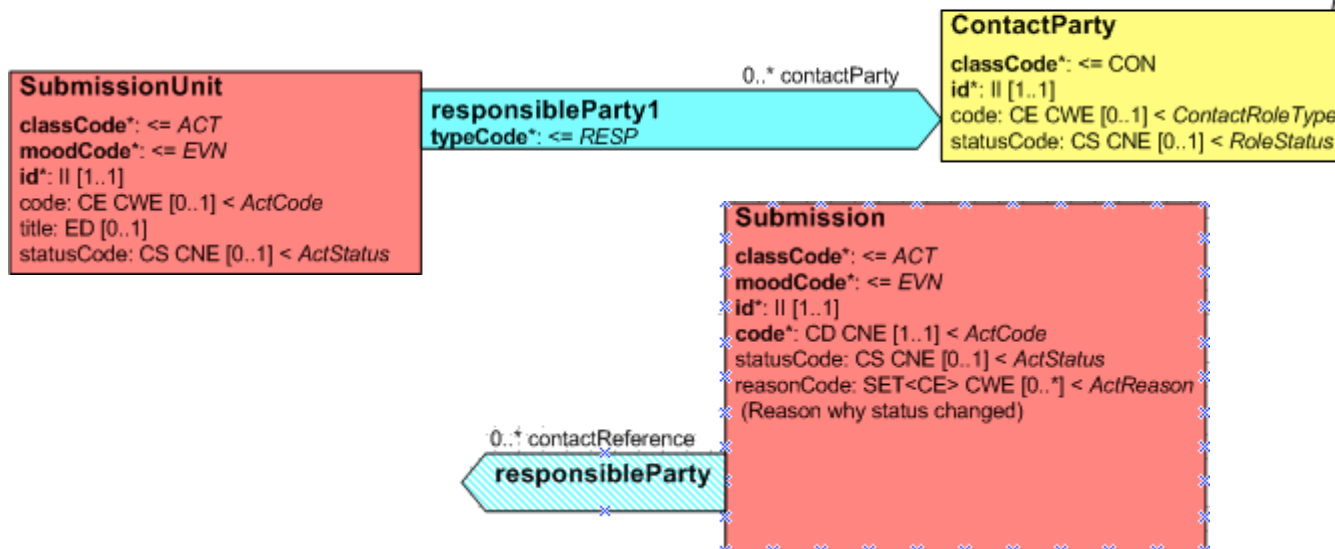 SubmissionUnit
classCode*: <= ACT
moodCode*: <= EVN
id*: II [1..1]
code: CE CWE [0..1] < ActCode
title: ED [0..1]
statusCode: CS CNE [0..1] < ActStatus
0..* contactParty
responsibleParty1
typeCode*: <= RESP
ContactParty
classCode*: <= CON
id*: II [1..1]
code: CE CWE [0..1] < ContactRoleType
statusCode: CS CNE [0..1] < RoleStatus
Submission
classCode*: <= ACT
moodCode*: <= EVN
id*: II [1..1]
code*: CD CNE [1..1] < ActCode
statusCode: CS CNE [0..1] < ActStatus
reasonCode: SET<CE> CWE [0..*] < ActReason
(Reason why status changed)
0..* contactReference
responsibleParty